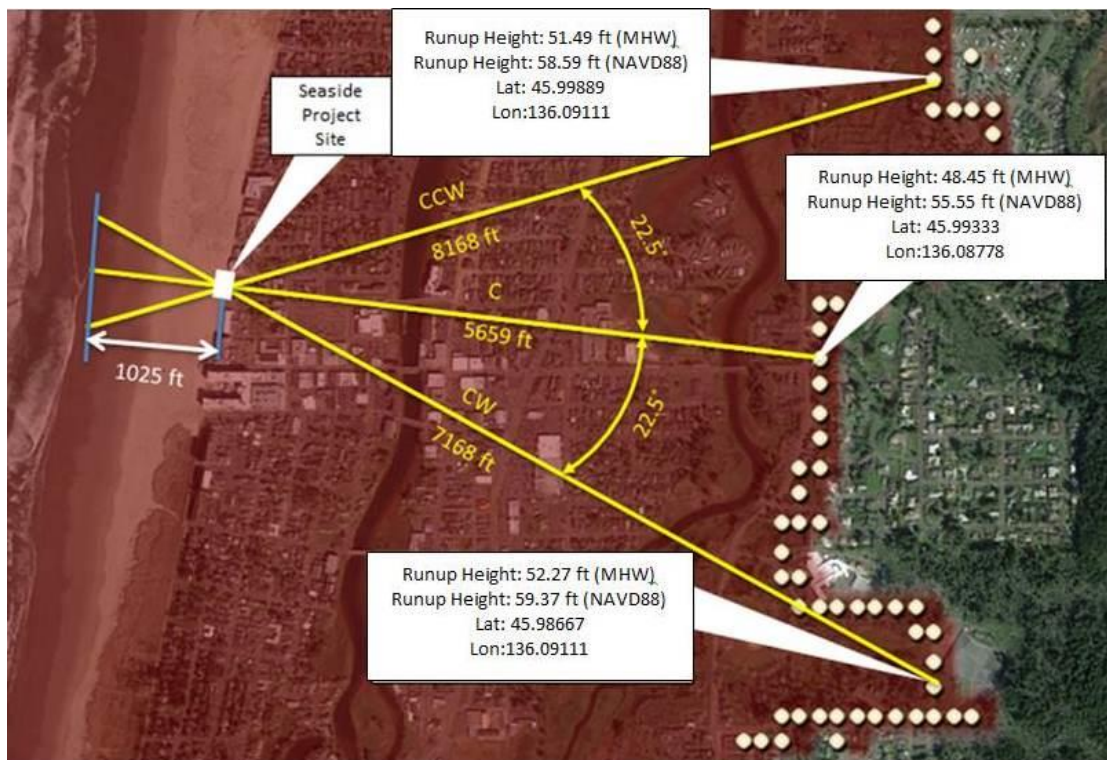 Runup Height: 51.49 ft (MHW)
Runup Height: 58.59 ft (NAVD88)
Lat: 45.99889
Lon:136.09111
Seaside
Project
Site
Runup Height: 48.45 ft (MHW)
Runup Height: 55.55 ft (NAVD88)
Lat: 45.99333
Lon:136.08778
CCW
8168 ft
22.5°
C
5659 ft
1025 ft
CW
7168 ft
22.5°
Runup Height: 52.27 ft (MHW)
Runup Height: 59.37 ft (NAVD88)
Lat: 45.98667
Lon:136.09111